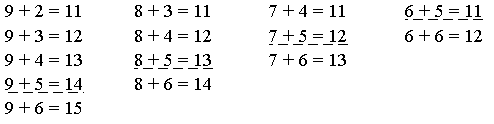 9 + 2 = 11 8 + 3 = 11 7 + 4 = 11 6 + 5 = 11
9 + 3 = 12 8 + 4 = 12 7 + 5 = 12 6 + 6 = 12
9 + 4 = 13 8 + 5 = 13 7 + 6 = 13
9 + 5 = 14 8 + 6 = 14
9 + 6 = 15